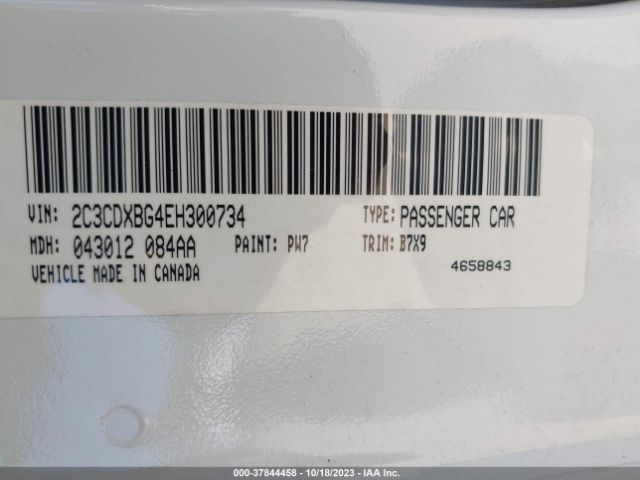 VIN: 2C3CDXBG4EH300734 TYPE: PASSENGER CAR
MDH: 043012 084AA PAINT: PW7 TRIM: B7X9
VEHICLE MADE IN CANADA 4658843
000-37844458 - 10/18/2023 - IAA Inc.